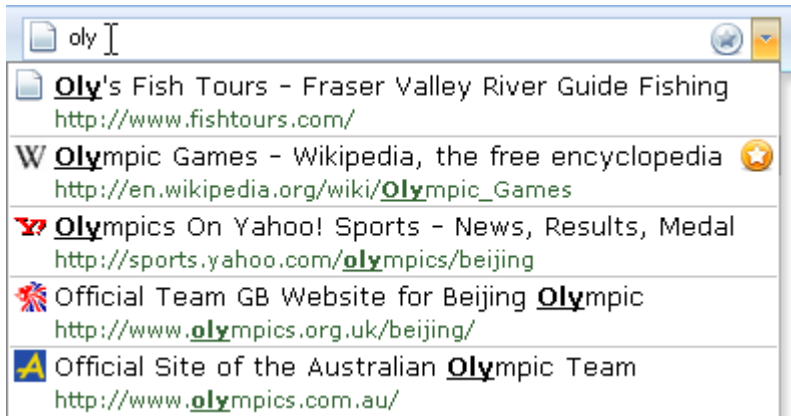 oly
Oly's Fish Tours – Fraser Valley River Guide Fishing
http://www.fishtours.com/
W Olympic Games – Wikipedia, the free encyclopedia
http://en.wikipedia.org/wiki/Olympic_Games
Y! Olympics On Yahoo! Sports – News, Results, Medal
http://sports.yahoo.com/olympics/beijing
Official Team GB Website for Beijing Olympic
http://www.olympics.org.uk/beijing/
Official Site of the Australian Olympic Team
http://www.olympics.com.au/